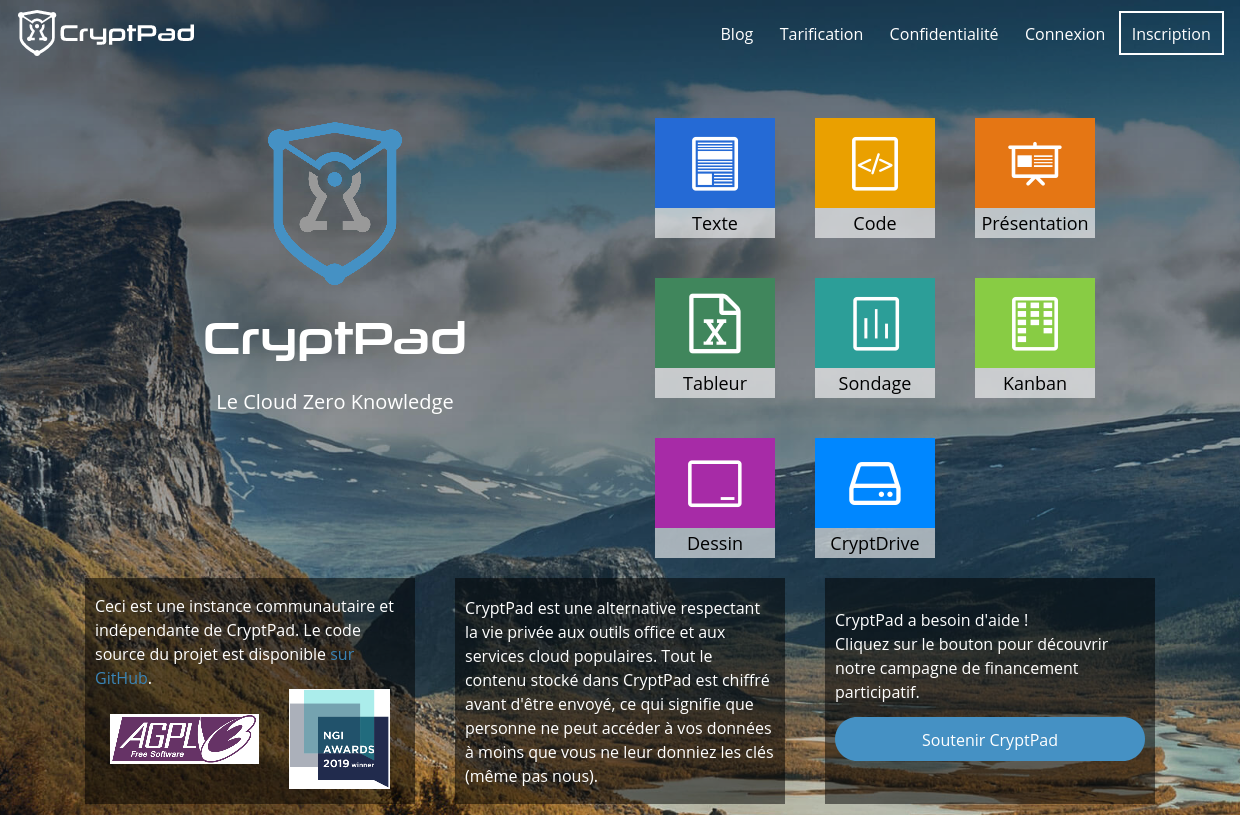 CryptPad
Blog
Tarification
Confidentialité
Connexion
Inscription
CryptPad
Le Cloud Zero Knowledge
Texte
Code
Présentation
Tableur
Sondage
Kanban
Dessin
CryptDrive
Ceci est une instance communautaire et
indépendante de CryptPad. Le code
source du projet est disponible sur
GitHub.
AGPLV3
Free Software
NGI
AWARDS
2019 winner
CryptPad est une alternative respectant
la vie privée aux outils office et aux
services cloud populaires. Tout le
contenu stocké dans CryptPad est chiffré
avant d'être envoyé, ce qui signifie que
personne ne peut accéder à vos données
à moins que vous ne leur donniez les clés
(même pas nous).
CryptPad a besoin d'aide !
Cliquez sur le bouton pour découvrir
notre campagne de financement
participatif.
Soutenir CryptPad